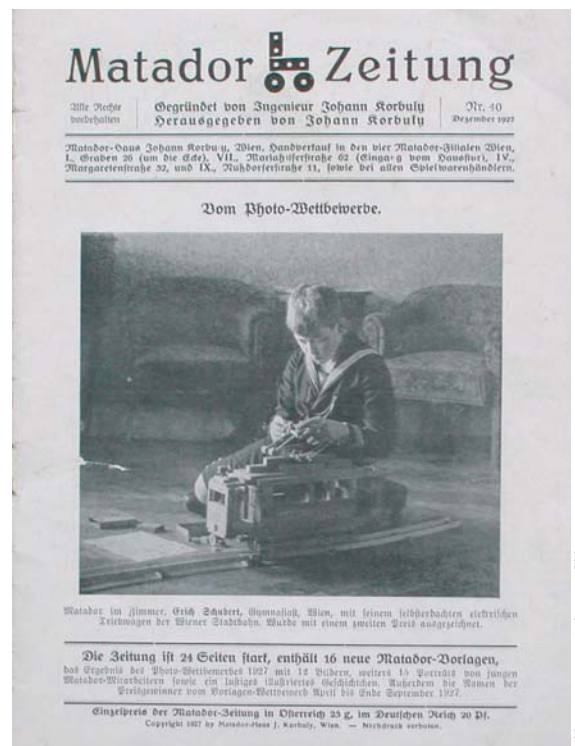 Matador Zeitung
Alle Rechte
vorbehalten
Gegründet von Ingenieur Johann Korbuly
Herausgegeben von Johann Korbuly
Nr. 10
Dezember 1927
Matador-Haus Johann Korbuly, Wien, Handverkauf in den vier Matador-Filialen Wien,
I., Graben 26 (um die Ecke), VII., Mariahilferstraße 62 (Eingang vom Hausflur), IV.,
Margaretenstraße 32, und IX., Nußdorferstraße 11, sowie bei allen Spielwarenhändlern.
Vom Photo-Wettbewerbe.
Matador im Zimmer. Erich Schubert, Gymnasiast, Wien, mit seinem selbsterdachten elektrischen
Triebwagen der Wiener Stadtbahn. Wurde mit einem zweiten Preis ausgezeichnet.
Die Zeitung ist 24 Seiten stark, enthält 16 neue Matador-Vorlagen,
das Ergebnis des Photo-Wettbewerbes 1927 mit 12 Bildern, weiters 15 Porträts von jungen
Matador-Mitarbeitern sowie ein lustiges illustriertes Geschichtchen. Außerdem die Namen der
Preisgewinner vom Vorlagen-Wettbewerb April bis Ende September 1927.
Einzelpreis der Matador-Zeitung in Österreich 25 g, im Deutschen Reich 20 Pf.
Copyright 1927 by Matador-Haus J. Korbuly, Wien. — Nachdruck verboten.